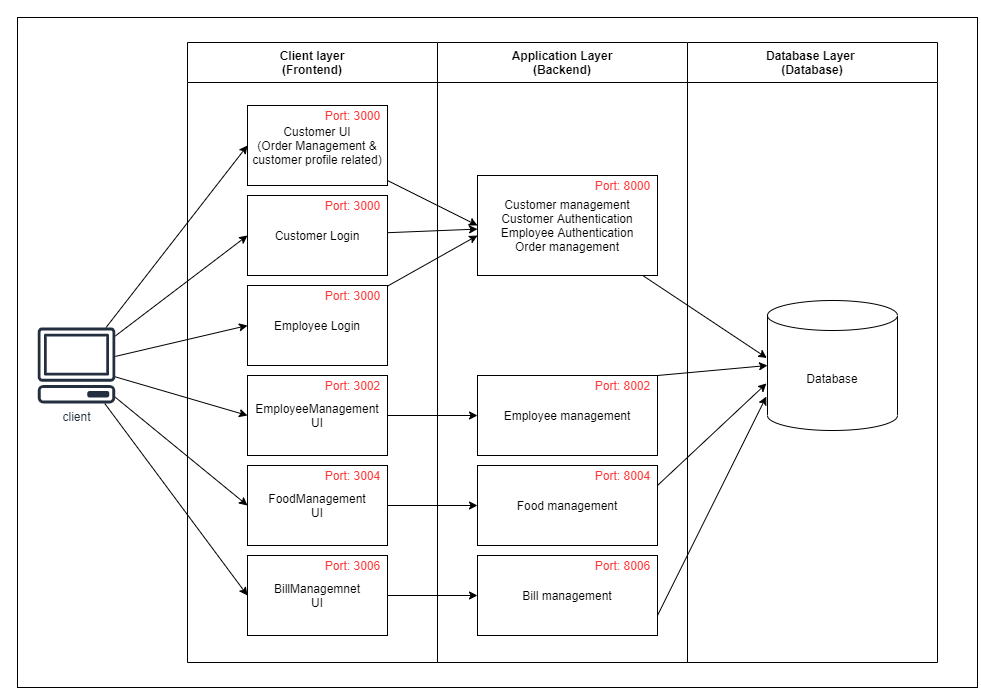 Client layer
(Frontend)
Application Layer
(Backend)
Database Layer
(Database)
Port: 3000
Customer UI
(Order Management &
customer profile related)
Port: 3000
Customer Login
Port: 3000
Employee Login
Port: 3002
EmployeeManagement
UI
Port: 3004
FoodManagement
UI
Port: 3006
BillManagemnet
UI
Port: 8000
Customer management
Customer Authentication
Employee Authentication
Order management
Port: 8002
Employee management
Port: 8004
Food management
Port: 8006
Bill management
Database
client